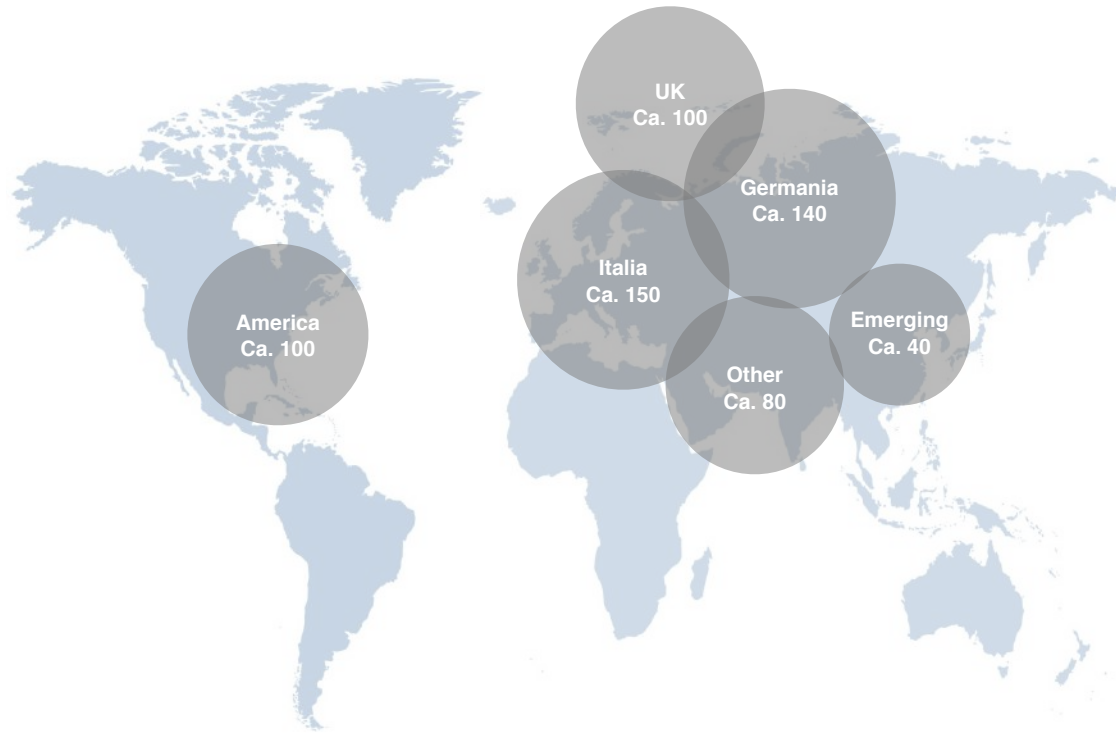 UK
Ca. 100
Germania
Ca. 140
Italia
Ca. 150
America
Ca. 100
Emerging
Ca. 40
Other
Ca. 80